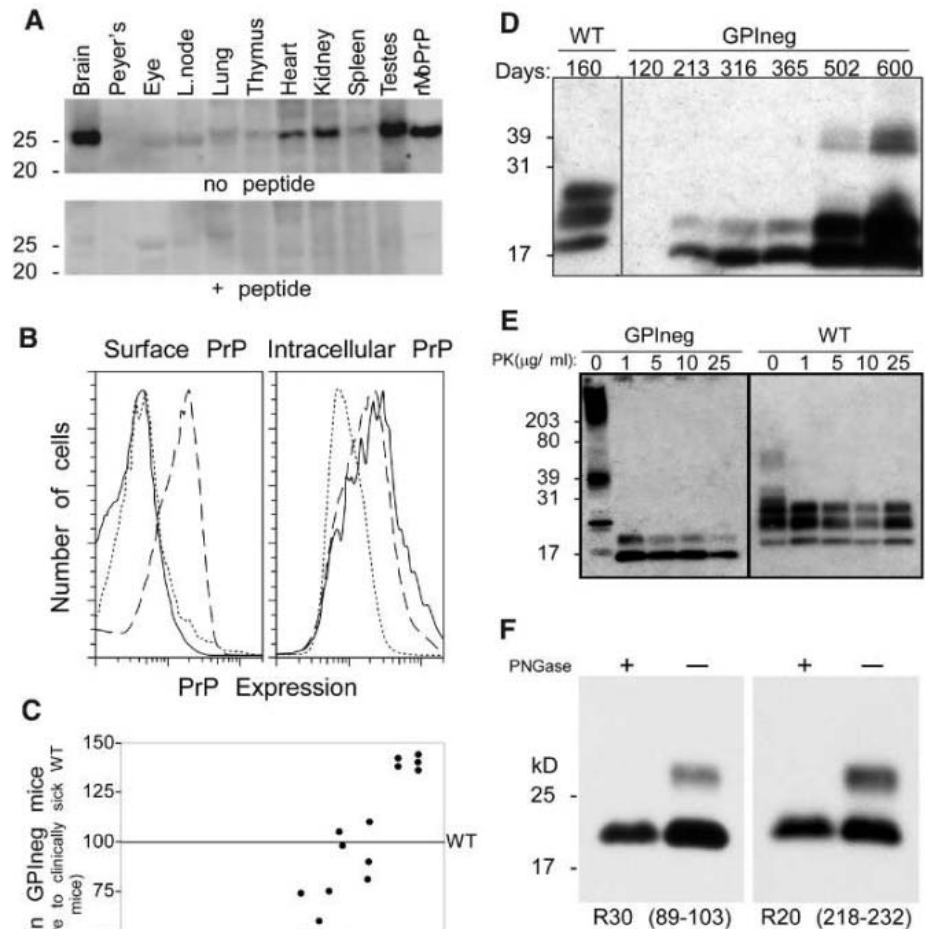 A
Brain Peyer's Eye L.node Lung Thymus Heart Kidney Spleen Testes
25 -
20 -
no peptide
25 -
20 -
+ peptide
B
Surface PrP Intracellular PrP
Number of cells
PrP Expression
C
150
125
100
75
WT
n GPIneg mice
e to clinically sick WT
mice)
D
WT GPIneg
Days: 160 120 213 316 365 502 600
39 -
31 -
17 -
E
GPIneg WT
PK(μg/ ml): 0 1 5 10 25 0 1 5 10 25
203 -
80 -
39 -
31 -
17 -
F
PNGase + — + —
kD
25 -
17 -
R30 (89-103) R20 (218-232)